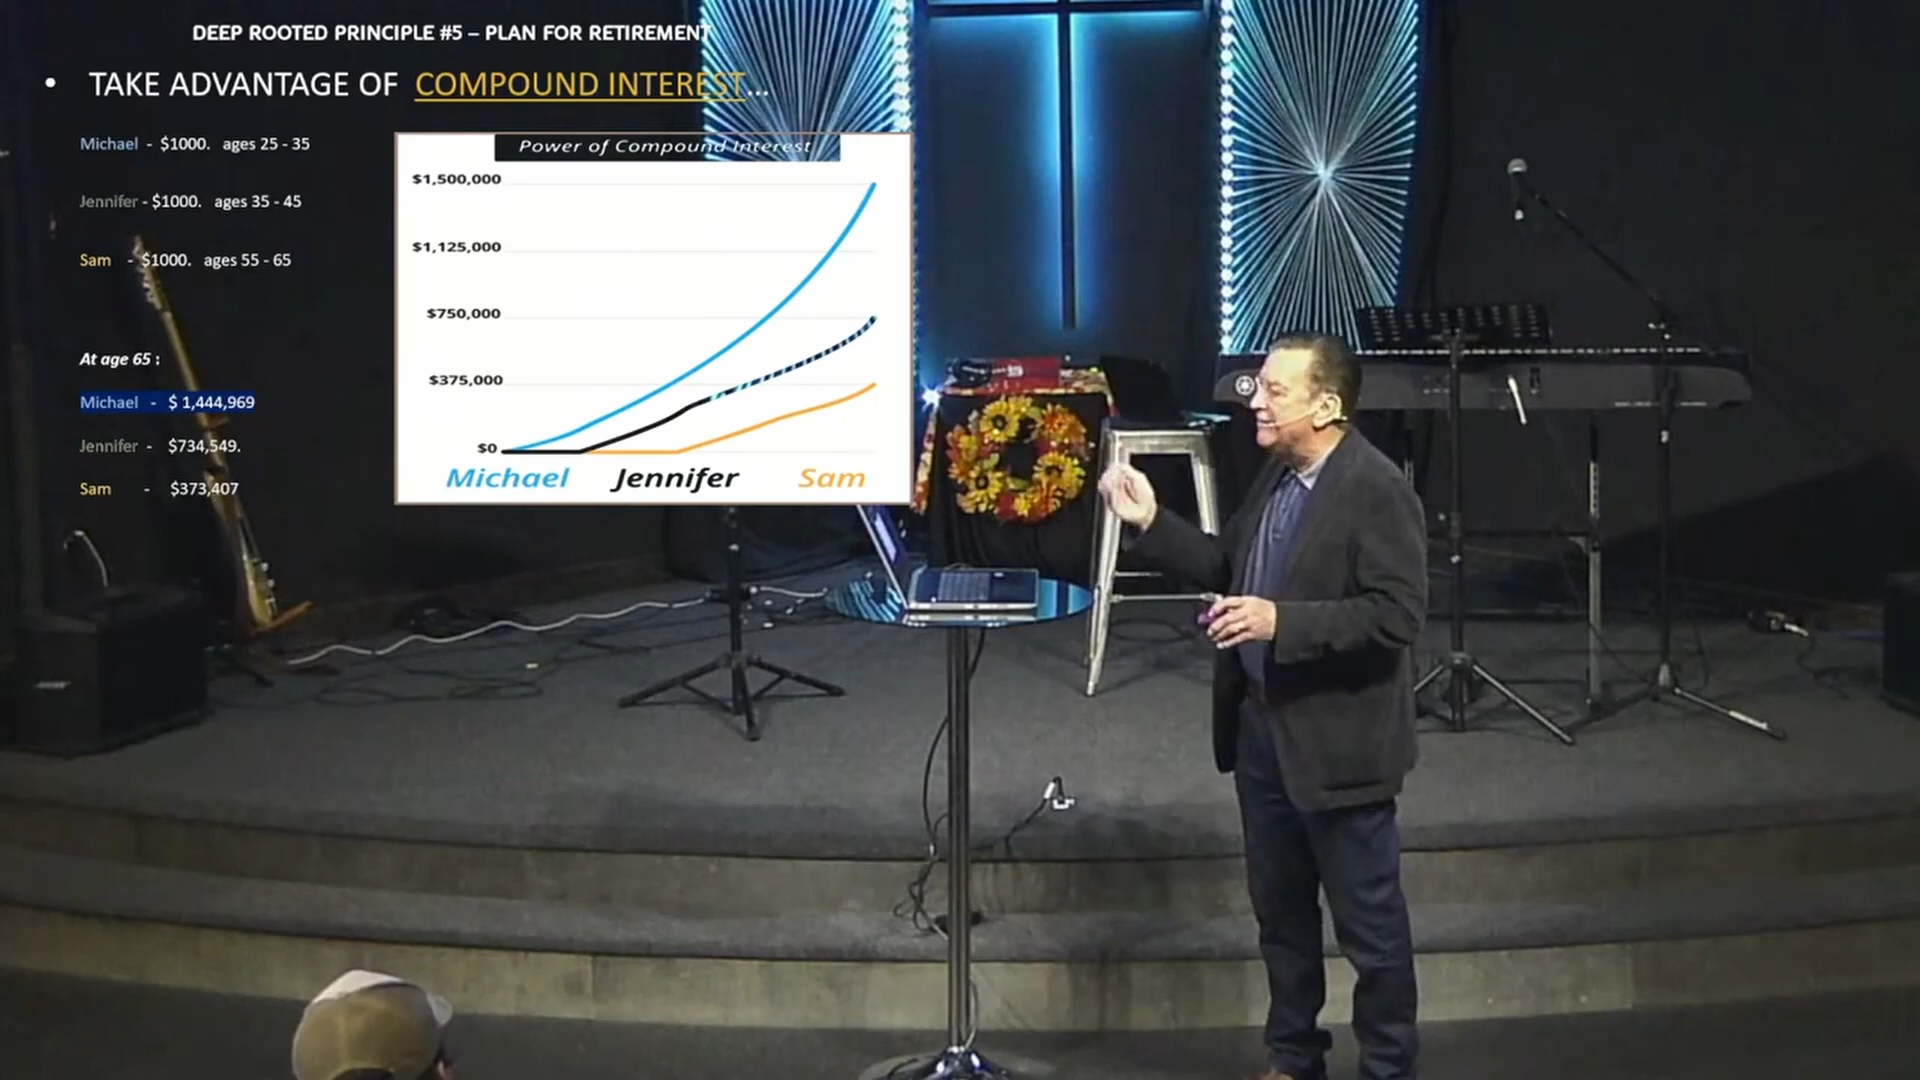 DEEP ROOTED PRINCIPLE #5 – PLAN FOR RETIREMENT
• TAKE ADVANTAGE OF COMPOUND INTEREST...
Michael - $1000. ages 25 - 35
Jennifer - $1000. ages 35 - 45
Sam - $1000. ages 55 - 65
At age 65 :
Michael - $ 1,444,969
Jennifer - $734,549.
Sam - $373,407
Power of Compound Interest
$1,500,000
$1,125,000
$750,000
$375,000
$0
Michael Jennifer Sam